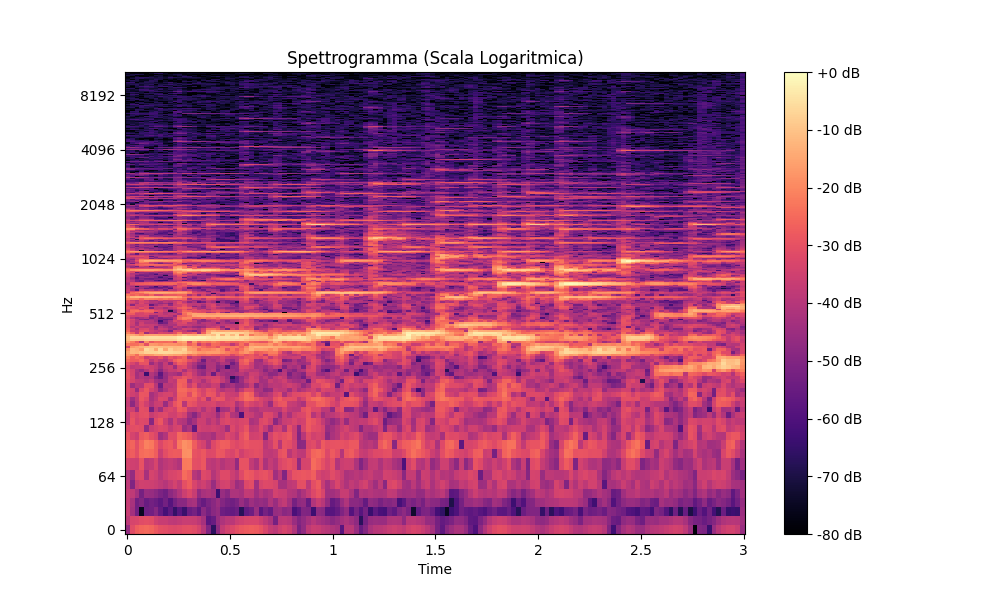 Spettrogramma (Scala Logaritmica)
Hz
8192
4096
2048
1024
512
256
128
64
0
0
0.5
1
1.5
2
2.5
3
Time
+0 dB
-10 dB
-20 dB
-30 dB
-40 dB
-50 dB
-60 dB
-70 dB
-80 dB